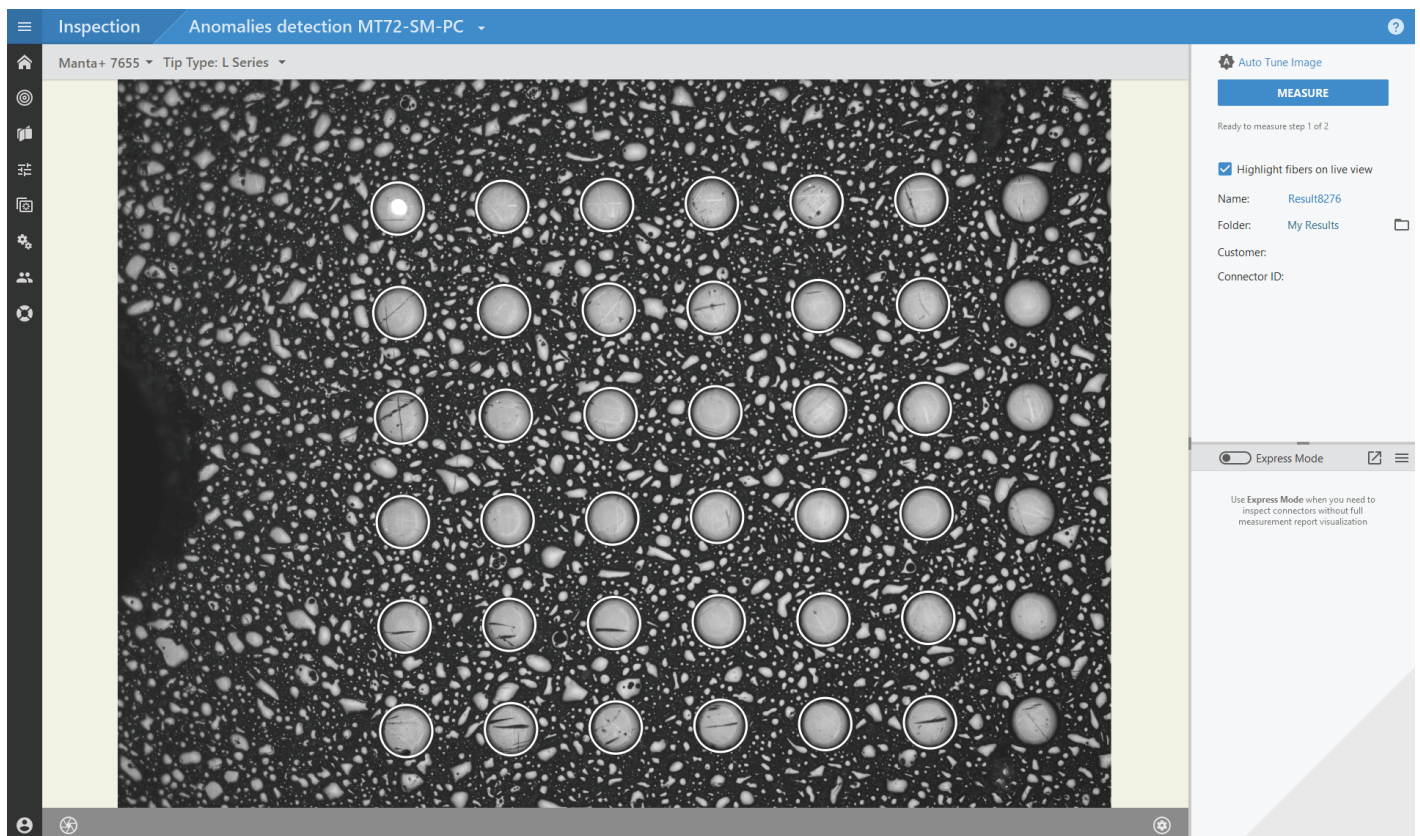 Inspection
Anomalies detection MT72-SM-PC
Manta+ 7655
Tip Type: L Series
Auto Tune Image
MEASURE
Ready to measure step 1 of 2
Highlight fibers on live view
Name: Result8276
Folder: My Results
Customer:
Connector ID:
Express Mode
Use Express Mode when you need to
inspect connectors without full
measurement report visualization